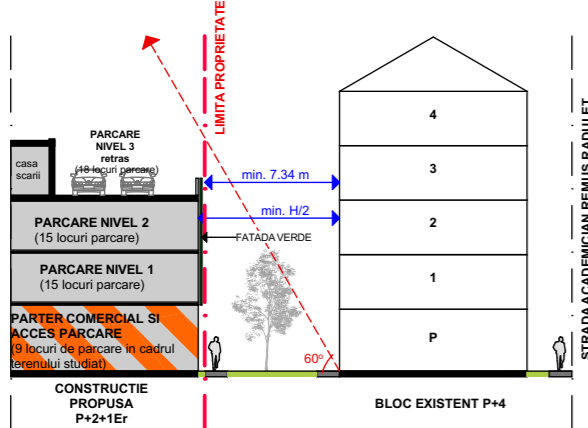 LIMITA PROPRIETATE
PARCARE
NIVEL 3
retras
(18 locuri parcare)
casa
scarii
min. 7.34 m
min. H/2
FATADA VERDE
PARCARE NIVEL 2
(15 locuri parcare)
PARCARE NIVEL 1
(15 locuri parcare)
PARTER COMERCIAL SI
ACCES PARCARE
(9 locuri de parcare in cadrul
terenului studiat)
60°
4
3
2
1
P
STRADA ACADEMICIAN REMUS RADULET
CONSTRUCTIE
PROPUSA
P+2+1Er
BLOC EXISTENT P+4